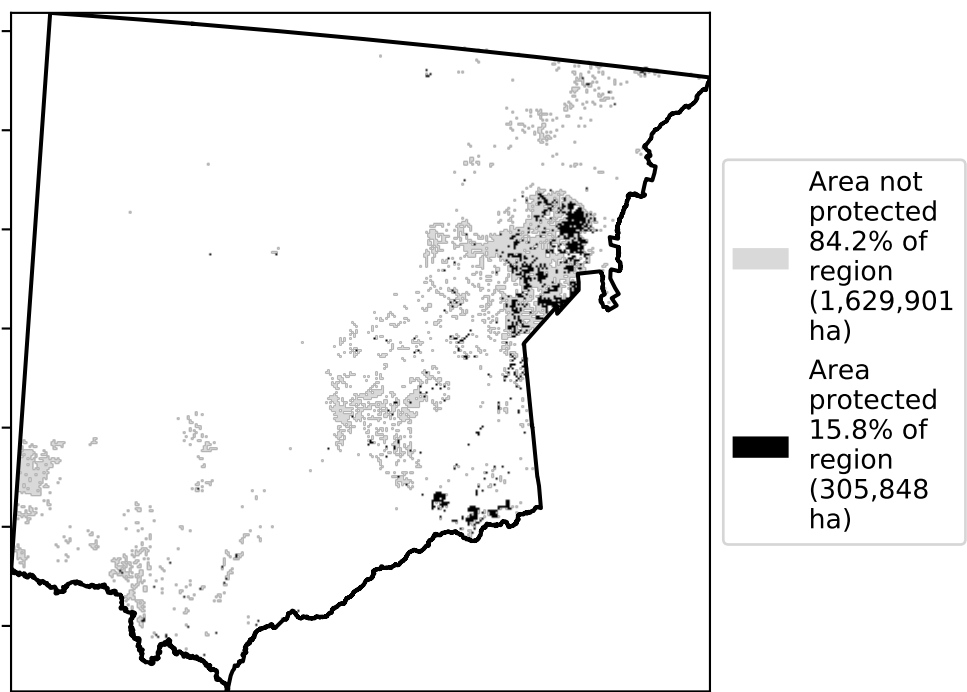 Area not
protected
84.2% of
region
(1,629,901
ha)
Area
protected
15.8% of
region
(305,848
ha)